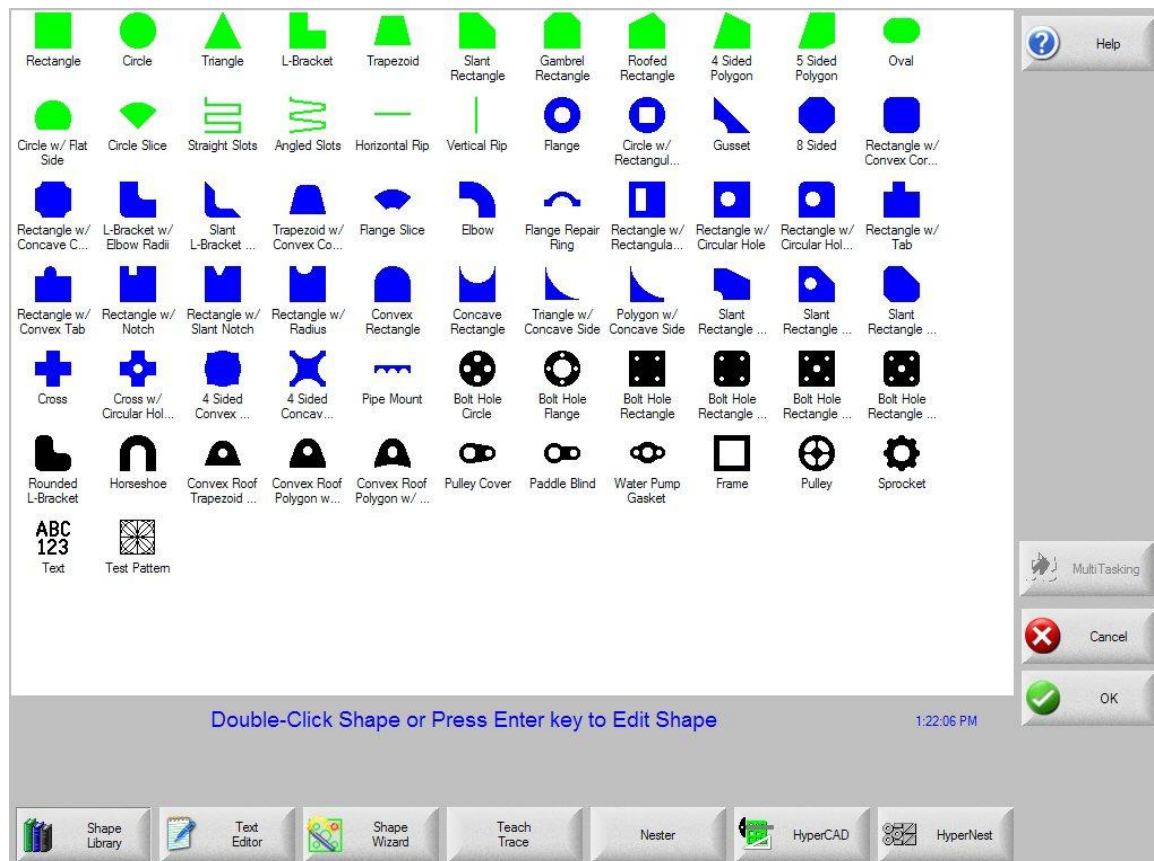 Rectangle Circle Triangle L-Bracket Trapezoid Slant Rectangle Gambrel Rectangle Roofed Rectangle 4 Sided Polygon 5 Sided Polygon Oval
Circle w/ Flat Side Circle Slice Straight Slots Angled Slots Horizontal Rip Vertical Rip Flange Circle w/ Rectangul... Gusset 8 Sided Rectangle w/ Convex Cor...
Rectangle w/ Concave C... L-Bracket w/ Elbow Radii Slant L-Bracket ... Trapezoid w/ Convex Co... Flange Slice Elbow Flange Repair Ring Rectangle w/ Rectangula... Rectangle w/ Circular Hole Rectangle w/ Circular Hol... Rectangle w/ Tab
Rectangle w/ Convex Tab Rectangle w/ Notch Rectangle w/ Slant Notch Rectangle w/ Radius Convex Rectangle Concave Rectangle Triangle w/ Concave Side Polygon w/ Concave Side Slant Rectangle ... Slant Rectangle ... Slant Rectangle ...
Cross Cross w/ Circular Hol... 4 Sided Convex ... 4 Sided Concav... Pipe Mount Bolt Hole Circle Bolt Hole Flange Bolt Hole Rectangle Bolt Hole Rectangle ... Bolt Hole Rectangle ... Bolt Hole Rectangle ...
Rounded L-Bracket Horseshoe Convex Roof Trapezoid ... Convex Roof Polygon w... Convex Roof Polygon w/ ... Pulley Cover Paddle Blind Water Pump Gasket Frame Pulley Sprocket
ABC
123
Text Test Pattern
Help
MultiTasking
Cancel
OK
Double-Click Shape or Press Enter key to Edit Shape
1:22:06 PM
Shape Library
Text Editor
Shape Wizard
Teach Trace
Nester
HyperCAD
HyperNest